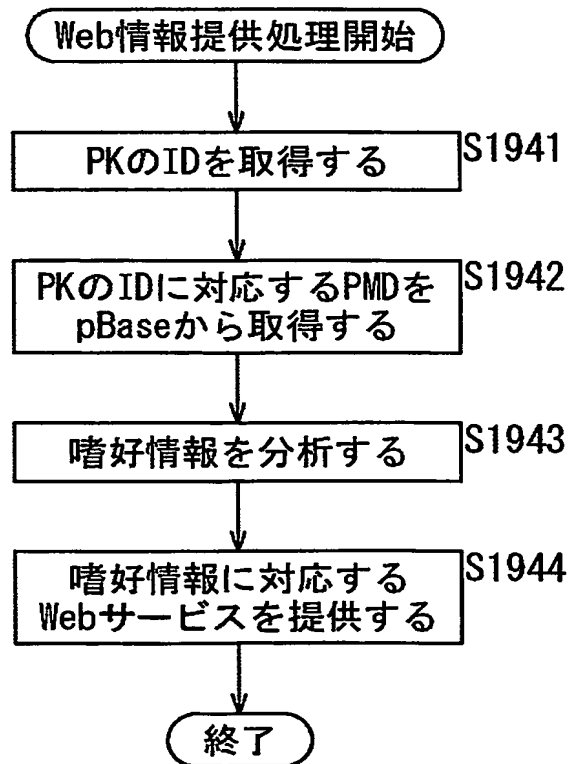 Web情報提供処理開始
PKのIDを取得する
S1941
PKのIDに対応するPMDを
pBaseから取得する
S1942
嗜好情報を分析する
S1943
嗜好情報に対応する
Webサービスを提供する
S1944
終了